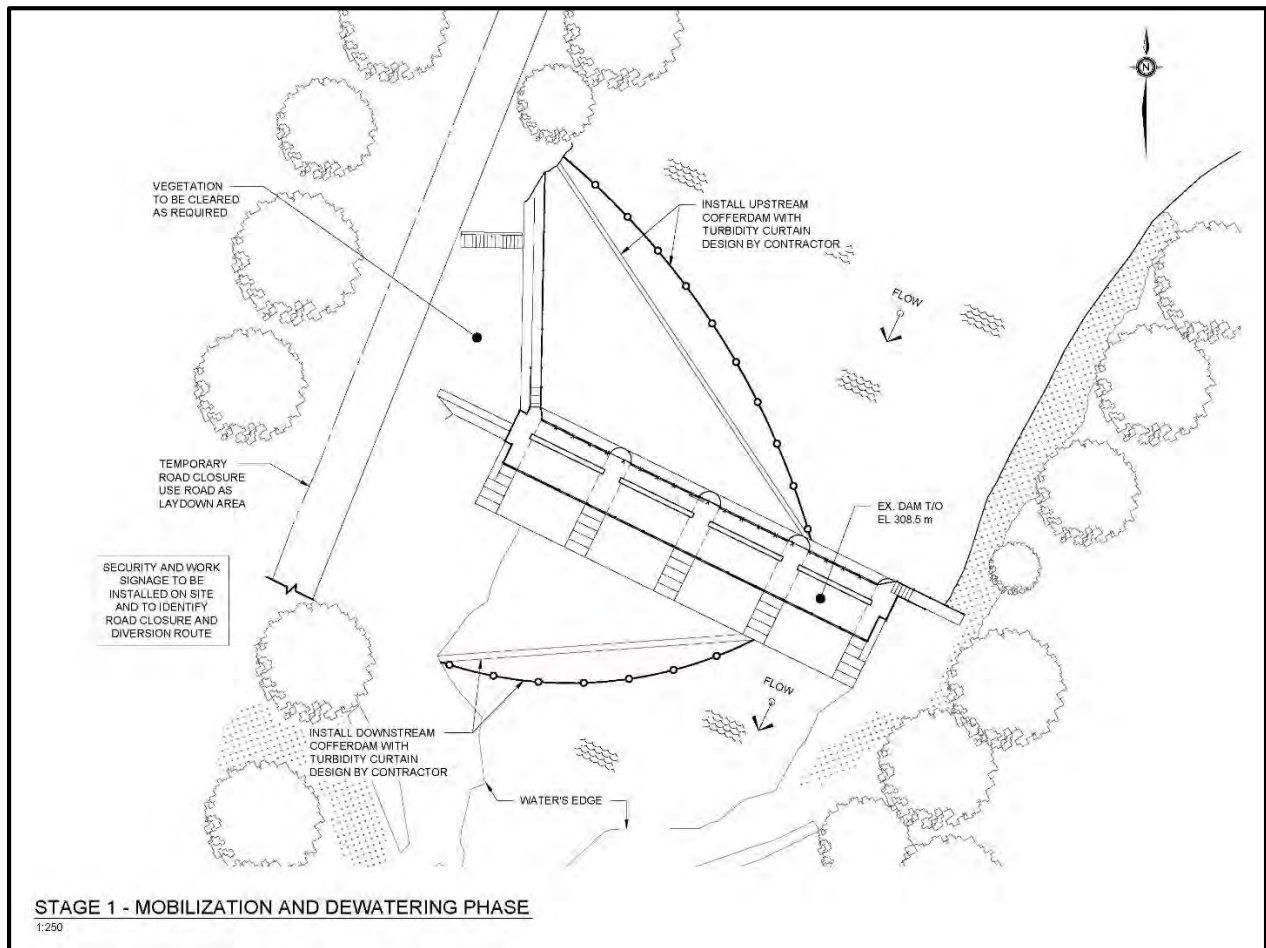 N
VEGETATION
TO BE CLEARED
AS REQUIRED
INSTALL UPSTREAM
COFFERDAM WITH
TURBIDITY CURTAIN
DESIGN BY CONTRACTOR
FLOW
TEMPORARY
ROAD CLOSURE
USE ROAD AS
LAYDOWN AREA
EX. DAM T/O
EL 308.5 m
SECURITY AND WORK
SIGNAGE TO BE
INSTALLED ON SITE
AND TO IDENTIFY
ROAD CLOSURE AND
DIVERSION ROUTE
FLOW
INSTALL DOWNSTREAM
COFFERDAM WITH
TURBIDITY CURTAIN
DESIGN BY CONTRACTOR
WATER'S EDGE
STAGE 1 - MOBILIZATION AND DEWATERING PHASE
1:250